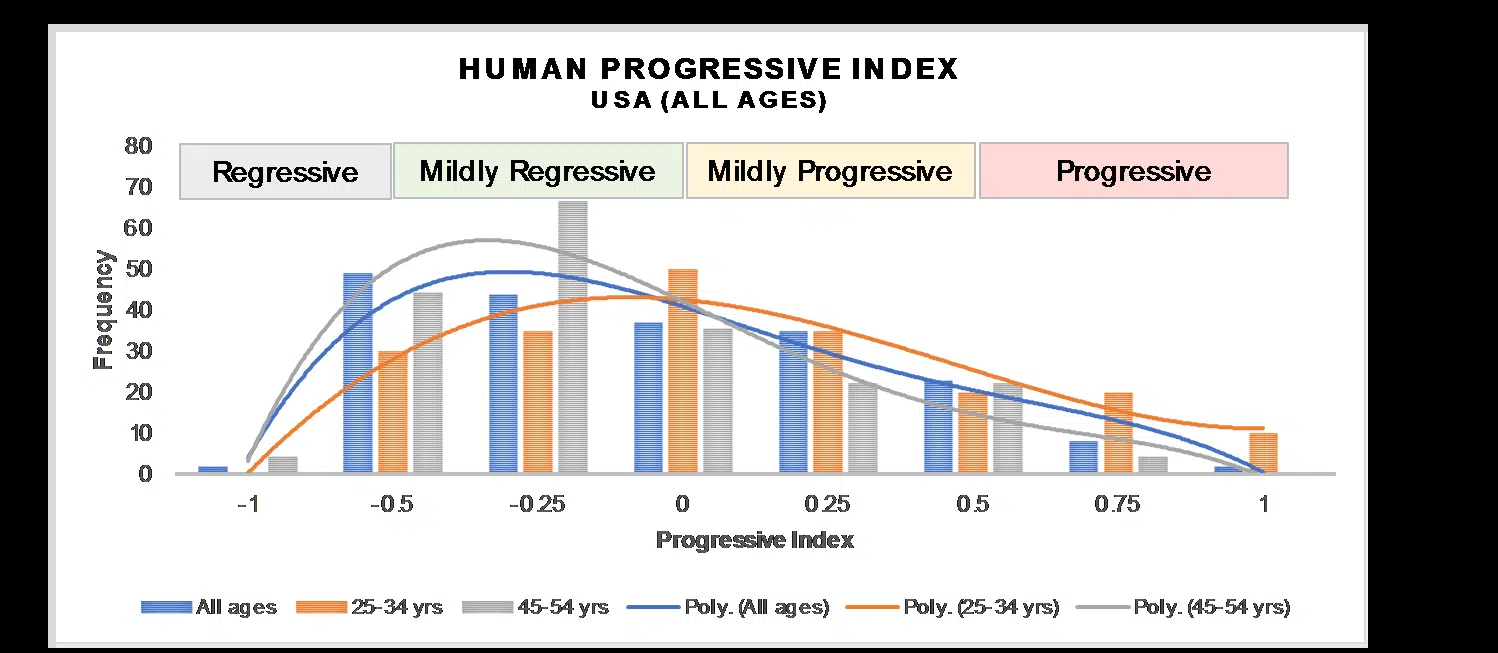 HUMAN PROGRESSIVE INDEX
USA (ALL AGES)
80
Regressive Mildly Regressive Mildly Progressive Progressive
70
60
50
40
30
20
10
0
Frequency
-1 -0.5 -0.25 0 0.25 0.5 0.75 1
Progressive Index
All ages 25-34 yrs 45-54 yrs Poly. (All ages) Poly. (25-34 yrs) Poly. (45-54 yrs)